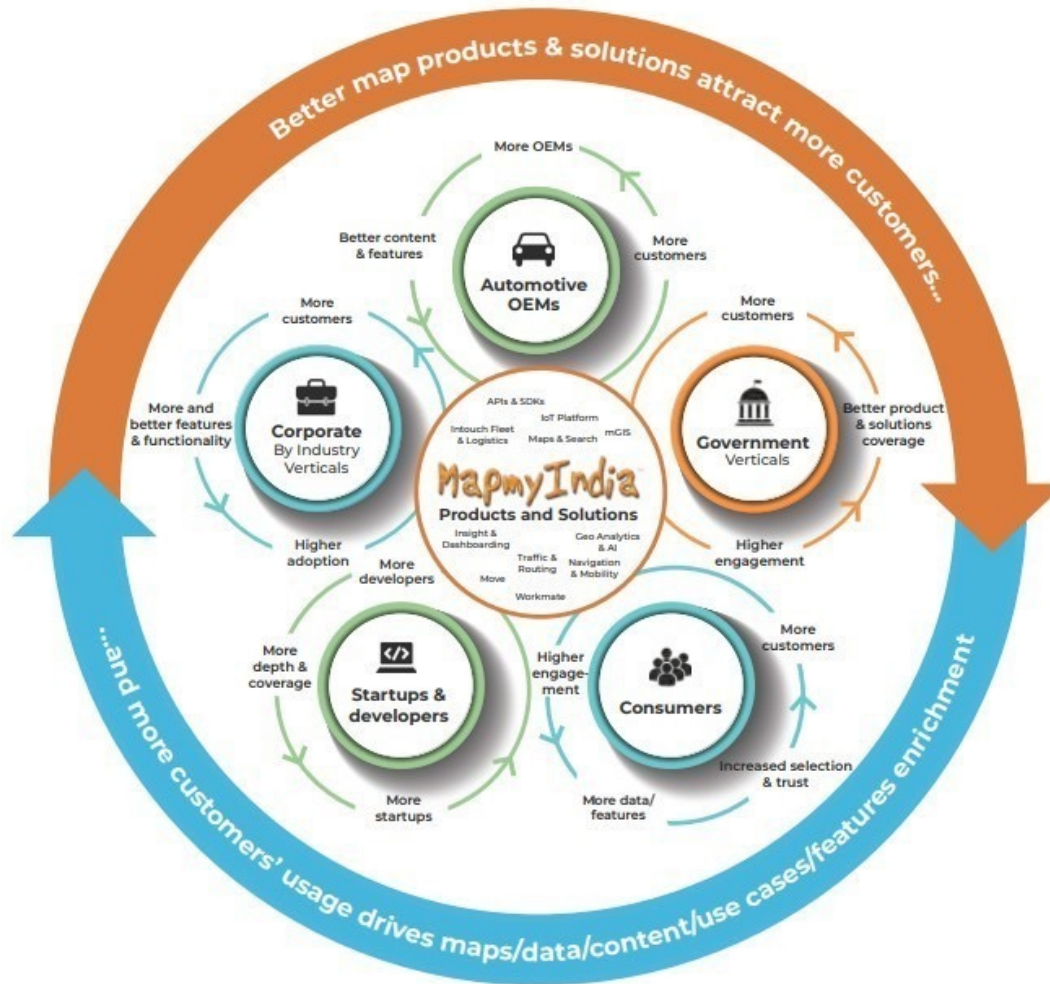 Better map products & solutions attract more customers...
More OEMs
Better content
& features
More
customers
Automotive
OEMs
More
customers
More and
better features
& functionality
Corporate
By Industry
Verticals
Higher
adoption
More
customers
Better product
& solutions
coverage
Government
Verticals
Higher
engagement
APIs & SDKs
IoT Platform
Intouch Fleet
& Logistics
Maps & Search
mGIS
MapmyIndia
Products and Solutions
Insight &
Dashboarding
Geo Analytics
& AI
Traffic &
Routing
Navigation
& Mobility
Move
Workmate
More
developers
More
depth &
coverage
Startups &
developers
More
startups
Higher
engage-
ment
More
customers
Consumers
Increased selection
& trust
More data/
features
...and more customers' usage drives maps/data/content/use cases/features enrichment